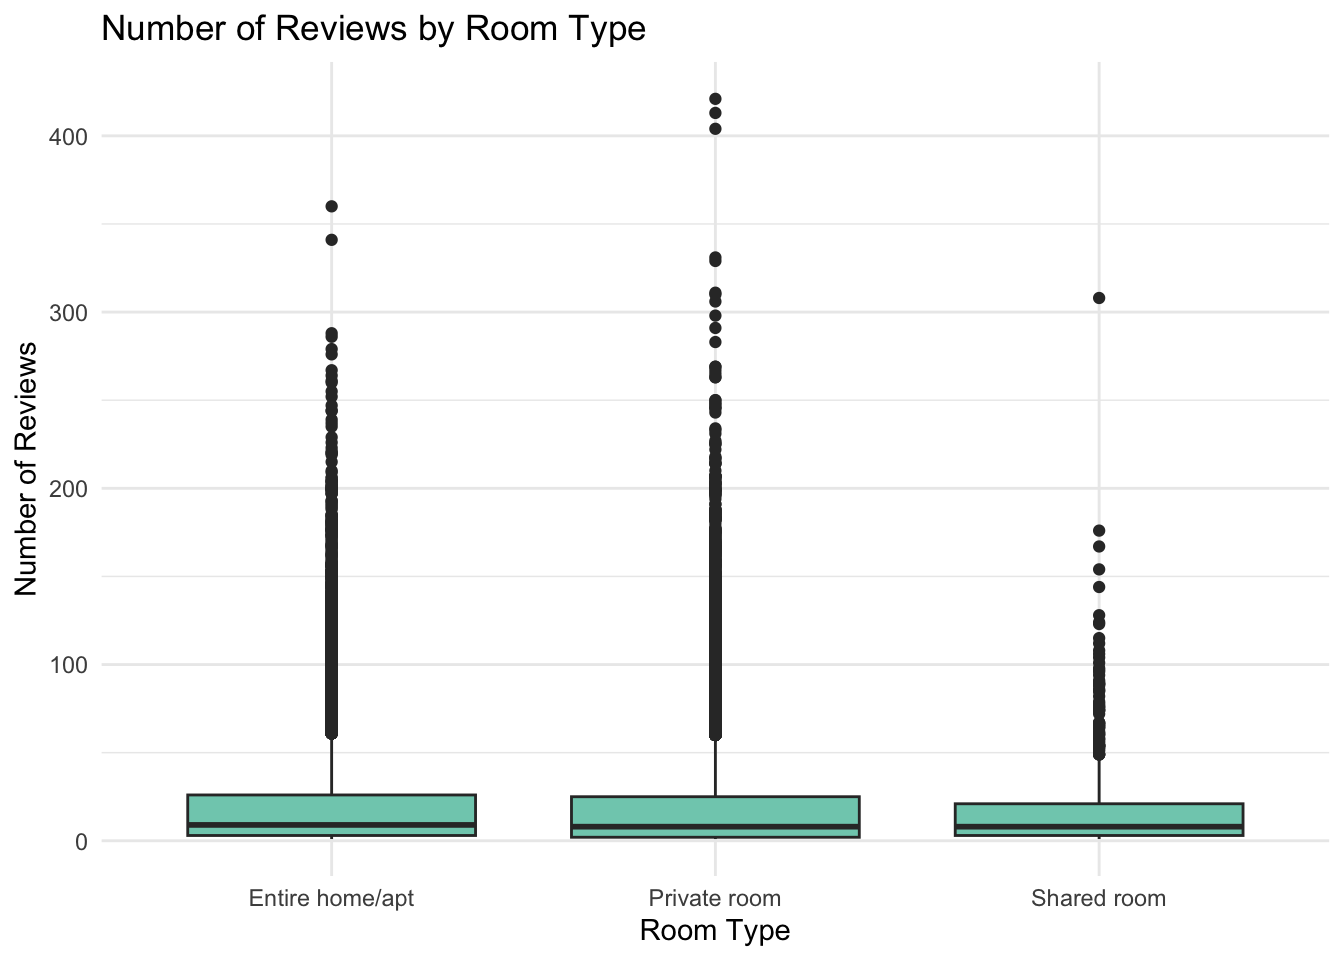 Number of Reviews by Room Type
Number of Reviews
400
300
200
100
0
Entire home/apt
Private room
Shared room
Room Type